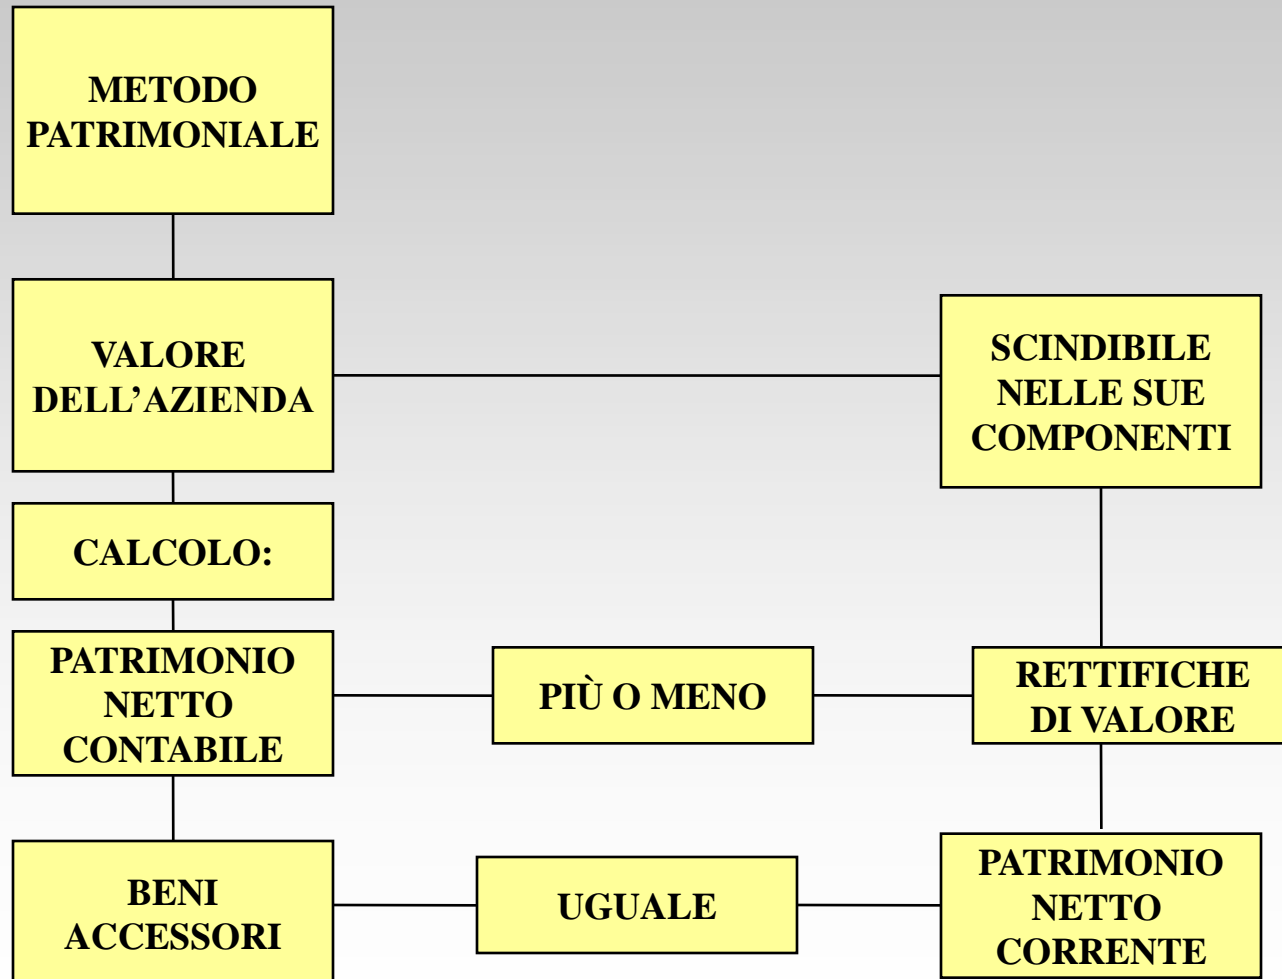 METODO
PATRIMONIALE
VALORE
DELL’AZIENDA
SCINDIBILE
NELLE SUE
COMPONENTI
CALCOLO:
PATRIMONIO
NETTO
CONTABILE
PIÙ O MENO
RETTIFICHE
DI VALORE
BENI
ACCESSORI
UGUALE
PATRIMONIO
NETTO
CORRENTE